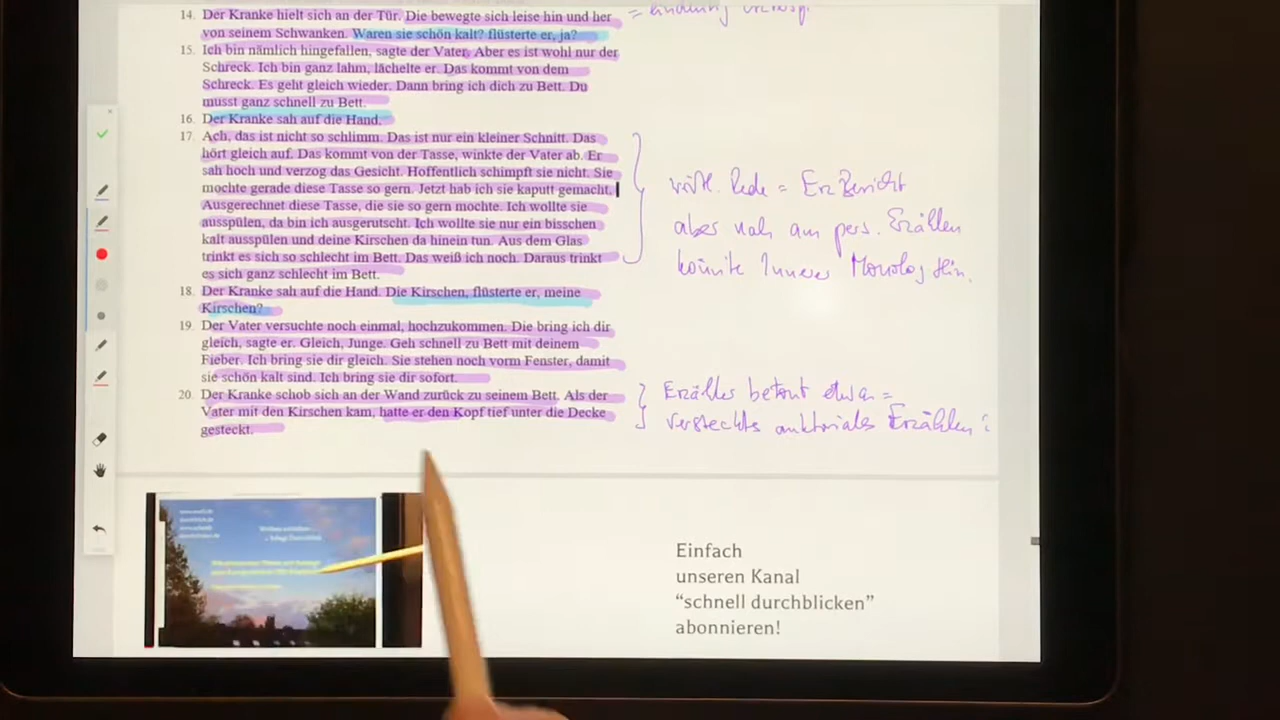 14. Der Kranke hielt sich an der Tür. Die bewegte sich leise hin und her
von seinem Schwanken. Waren sie schön kalt? flüsterte er, ja?
15. Ich bin nämlich hingefallen, sagte der Vater. Aber es ist wohl nur der
Schreck. Ich bin ganz lahm, lächelte er. Das kommt von dem
Schreck. Es geht gleich wieder. Dann bring ich dich zu Bett. Du
musst ganz schnell zu Bett.
16. Der Kranke sah auf die Hand.
17. Ach, das ist nicht so schlimm. Das ist nur ein kleiner Schnitt. Das
hört gleich auf. Das kommt von der Tasse, winkte der Vater ab. Er
sah hoch und verzog das Gesicht. Hoffentlich schimpft sie nicht. Sie
mochte gerade diese Tasse so gern. Jetzt hab ich sie kaputt gemacht.
Ausgerechnet diese Tasse, die sie so gern mochte. Ich wollte sie
ausspülen, da bin ich ausgerutscht. Ich wollte sie nur ein bisschen
kalt ausspülen und deine Kirschen da hinein tun. Aus dem Glas
trinkt es sich so schlecht im Bett. Das weiß ich noch. Daraus trinkt
es sich ganz schlecht im Bett.
wörtl. Rede = Erz Bericht
aber nah am pers. Erzählen
könnte Innerer Monolog sein.
18. Der Kranke sah auf die Hand. Die Kirschen, flüsterte er, meine
Kirschen?
19. Der Vater versuchte noch einmal, hochzukommen. Die bring ich dir
gleich, sagte er. Gleich, Junge. Geh schnell zu Bett mit deinem
Fieber. Ich bring sie dir gleich. Sie stehen noch vorm Fenster, damit
sie schön kalt sind. Ich bring sie dir sofort.
20. Der Kranke schob sich an der Wand zurück zu seinem Bett. Als der
Vater mit den Kirschen kam, hatte er den Kopf tief unter die Decke
gesteckt.
Erzähler betont etwas =
verstecktes auktoriales Erzählen?
Einfach
unseren Kanal
“schnell durchblicken”
abonnieren!